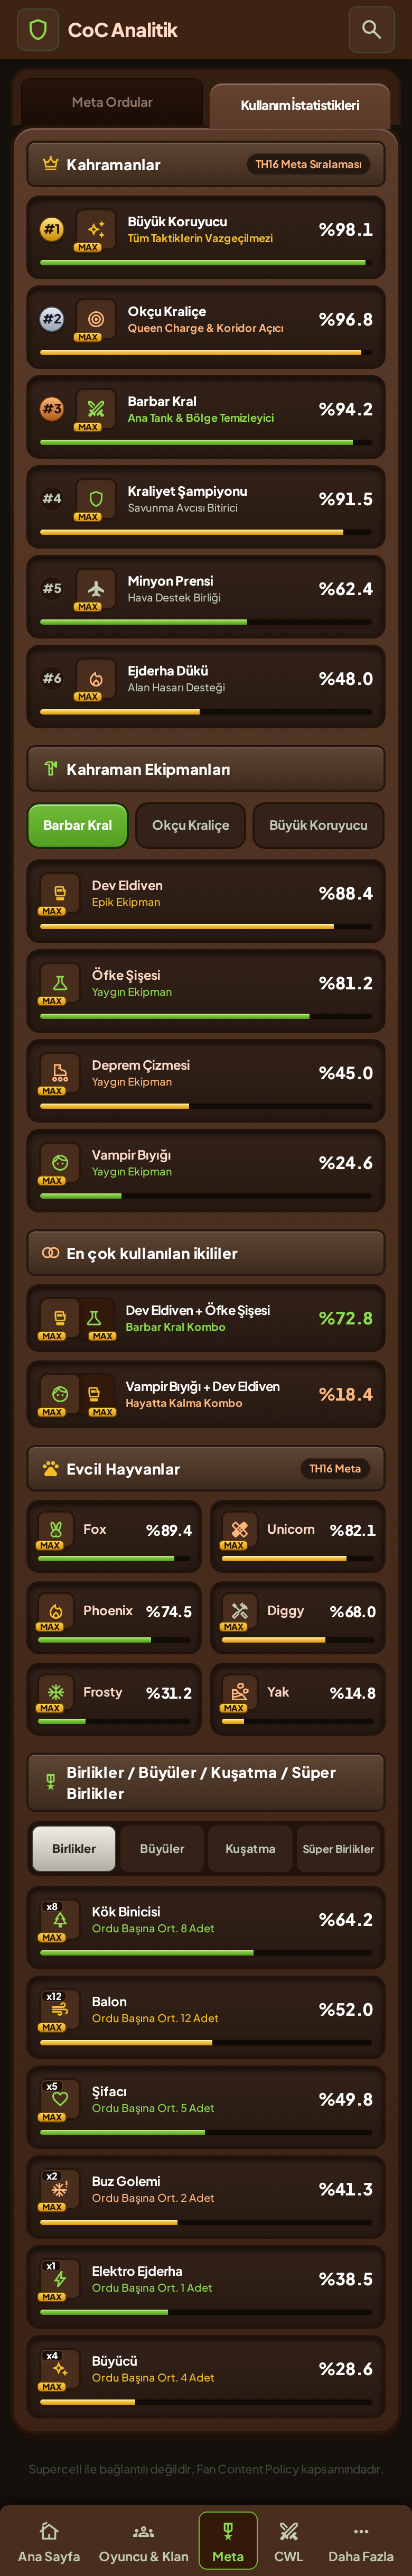 CoC Analitik
Meta Ordular
Kullanım İstatistikleri
Kahramanlar
TH16 Meta Sıralaması
#1
MAX
Büyük Koruyucu
Tüm Taktiklerin Vazgeçilmezi
%98.1
#2
MAX
Okçu Kraliçe
Queen Charge & Koridor Açıcı
%96.8
#3
MAX
Barbar Kral
Ana Tank & Bölge Temizleyici
%94.2
#4
MAX
Kraliyet Şampiyonu
Savunma Avcısı Bitirici
%91.5
#5
MAX
Minyon Prensi
Hava Destek Birliği
%62.4
#6
MAX
Ejderha Dükü
Alan Hasarı Desteği
%48.0
Kahraman Ekipmanları
Barbar Kral
Okçu Kraliçe
Büyük Koruyucu
MAX
Dev Eldiven
Epik Ekipman
%88.4
MAX
Öfke Şişesi
Yaygın Ekipman
%81.2
MAX
Deprem Çizmesi
Yaygın Ekipman
%45.0
MAX
Vampir Bıyığı
Yaygın Ekipman
%24.6
En çok kullanılan ikililer
MAX
MAX
Dev Eldiven + Öfke Şişesi
Barbar Kral Kombo
%72.8
MAX
MAX
Vampir Bıyığı + Dev Eldiven
Hayatta Kalma Kombo
%18.4
Evcil Hayvanlar
TH16 Meta
MAX
Fox
%89.4
MAX
Unicorn
%82.1
MAX
Phoenix
%74.5
MAX
Diggy
%68.0
MAX
Frosty
%31.2
MAX
Yak
%14.8
Birlikler / Büyüler / Kuşatma / Süper
Birlikler
Birlikler
Büyüler
Kuşatma
Süper Birlikler
x8
MAX
Kök Binicisi
Ordu Başına Ort. 8 Adet
%64.2
x12
MAX
Balon
Ordu Başına Ort. 12 Adet
%52.0
x5
MAX
Şifacı
Ordu Başına Ort. 5 Adet
%49.8
x2
MAX
Buz Golemi
Ordu Başına Ort. 2 Adet
%41.3
x1
MAX
Elektro Ejderha
Ordu Başına Ort. 1 Adet
%38.5
x4
MAX
Büyücü
Ordu Başına Ort. 4 Adet
%28.6
Supercell ile bağlantılı değildir, Fan Content Policy kapsamındadır.
Ana Sayfa
Oyuncu & Klan
Meta
CWL
Daha Fazla